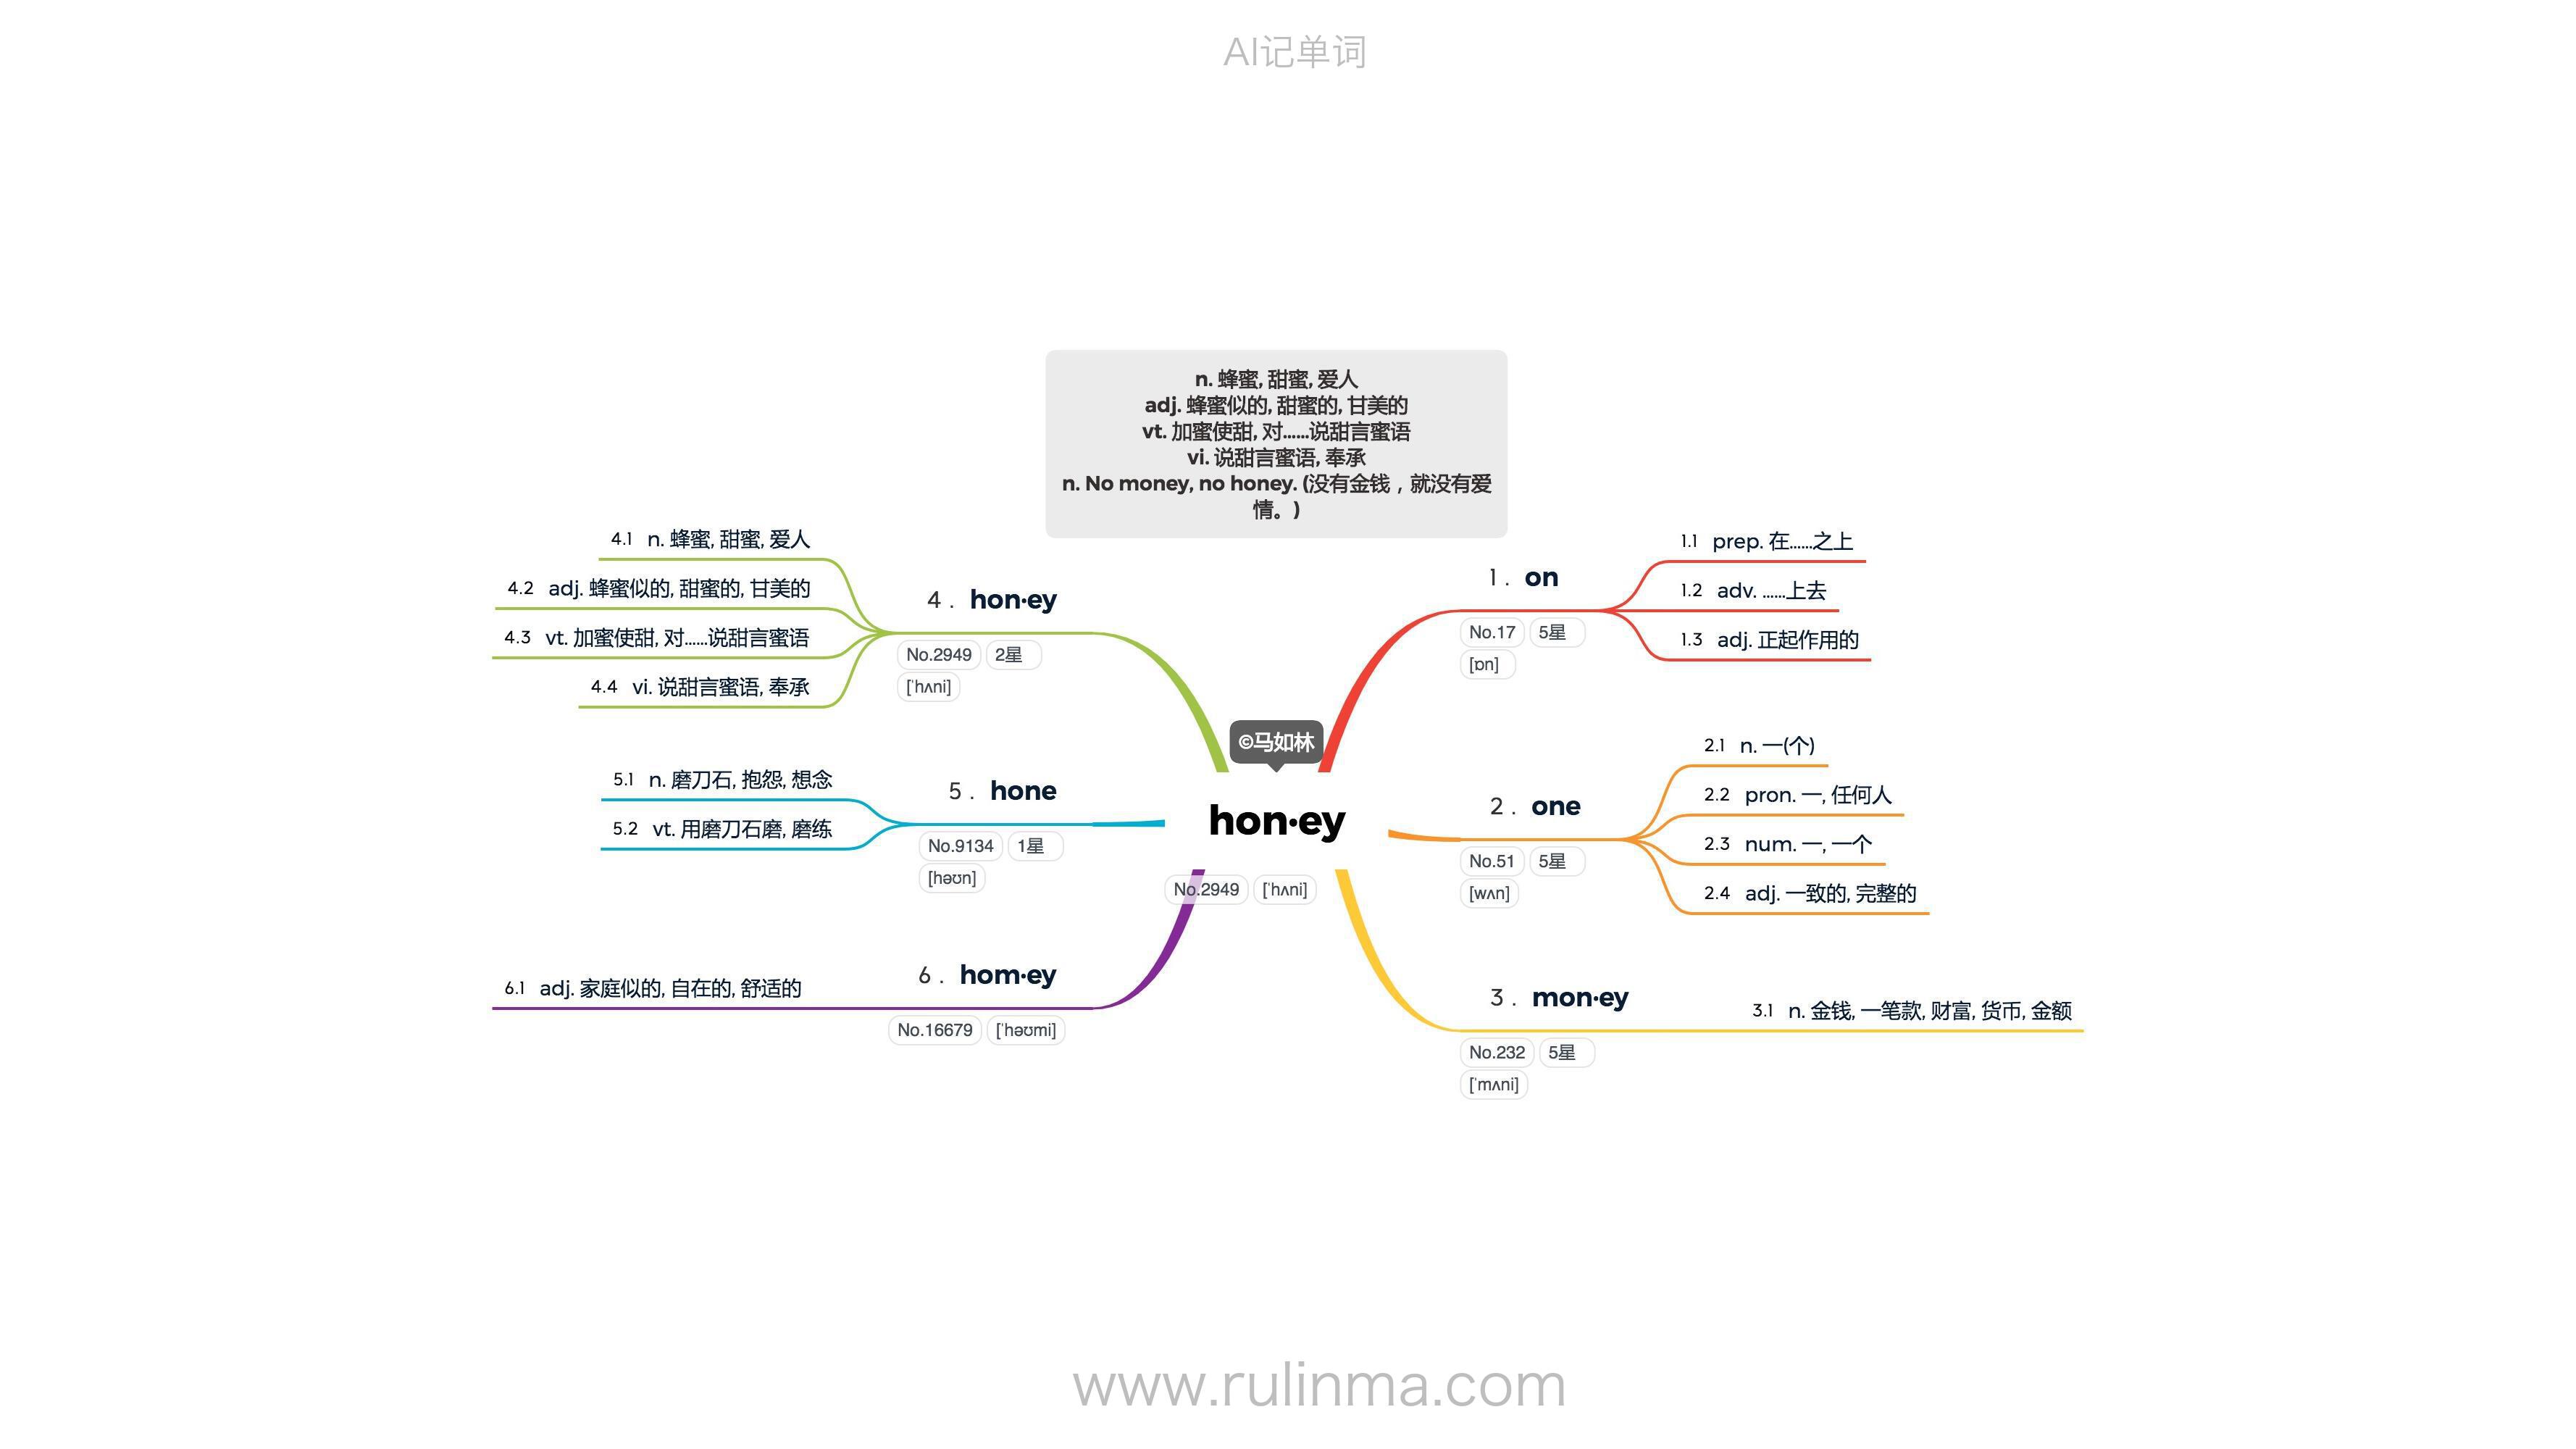 AI记单词
n. 蜂蜜, 甜蜜, 爱人
adj. 蜂蜜似的, 甜蜜的, 甘美的
vt. 加蜜使甜, 对……说甜言蜜语
vi. 说甜言蜜语, 奉承
n. No money, no honey. (没有金钱，就没有爱
情。)
©马如林
hon·ey
No.2949 [ˈhʌni]
1. on
No.17 5星
[ɒn]
1.1 prep. 在……之上
1.2 adv. ……上去
1.3 adj. 正起作用的
2. one
No.51 5星
[wʌn]
2.1 n. 一(个)
2.2 pron. 一, 任何人
2.3 num. 一, 一个
2.4 adj. 一致的, 完整的
3. mon·ey
No.232 5星
[ˈmʌni]
3.1 n. 金钱, 一笔款, 财富, 货币, 金额
4. hon·ey
No.2949 2星
[ˈhʌni]
4.1 n. 蜂蜜, 甜蜜, 爱人
4.2 adj. 蜂蜜似的, 甜蜜的, 甘美的
4.3 vt. 加蜜使甜, 对……说甜言蜜语
4.4 vi. 说甜言蜜语, 奉承
5. hone
No.9134 1星
[həʊn]
5.1 n. 磨刀石, 抱怨, 想念
5.2 vt. 用磨刀石磨, 磨练
6. hom·ey
No.16679 [ˈhəʊmi]
6.1 adj. 家庭似的, 自在的, 舒适的
www.rulinma.com